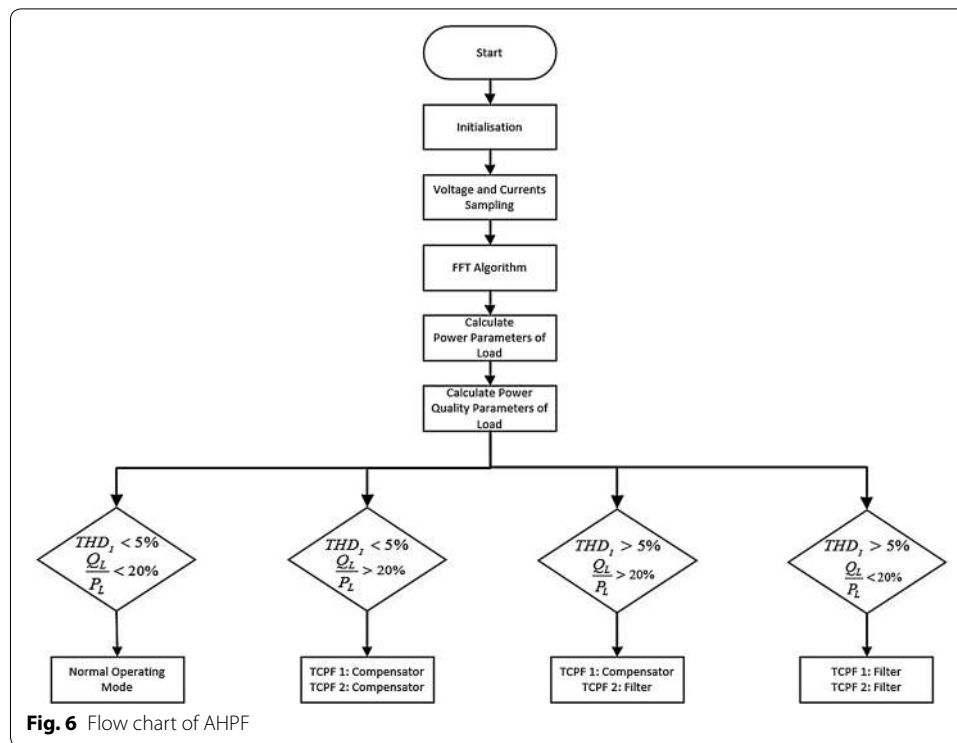 Start
Initialisation
Voltage and Currents
Sampling
FFT Algorithm
Calculate
Power Parameters of
Load
Calculate Power
Quality Parameters of
Load
THD_I < 5%
Q_L/P_L < 20%
THD_I < 5%
Q_L/P_L > 20%
THD_I > 5%
Q_L/P_L > 20%
THD_I > 5%
Q_L/P_L < 20%
Normal Operating
Mode
TCPF 1: Compensator
TCPF 2: Compensator
TCPF 1: Compensator
TCPF 2: Filter
TCPF 1: Filter
TCPF 2: Filter
Fig. 6 Flow chart of AHPF